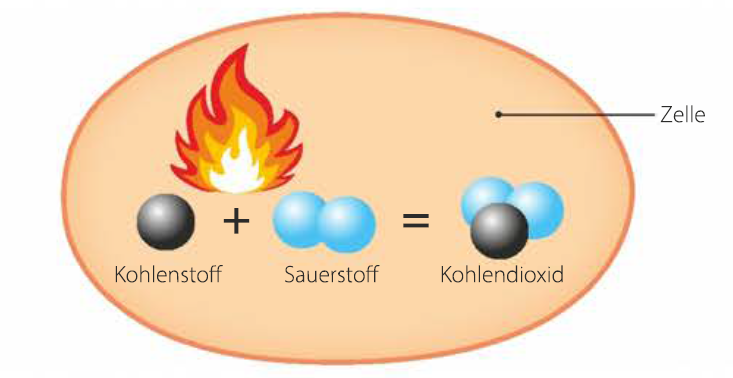 Zelle
+ =
Kohlenstoff Sauerstoff Kohlendioxid